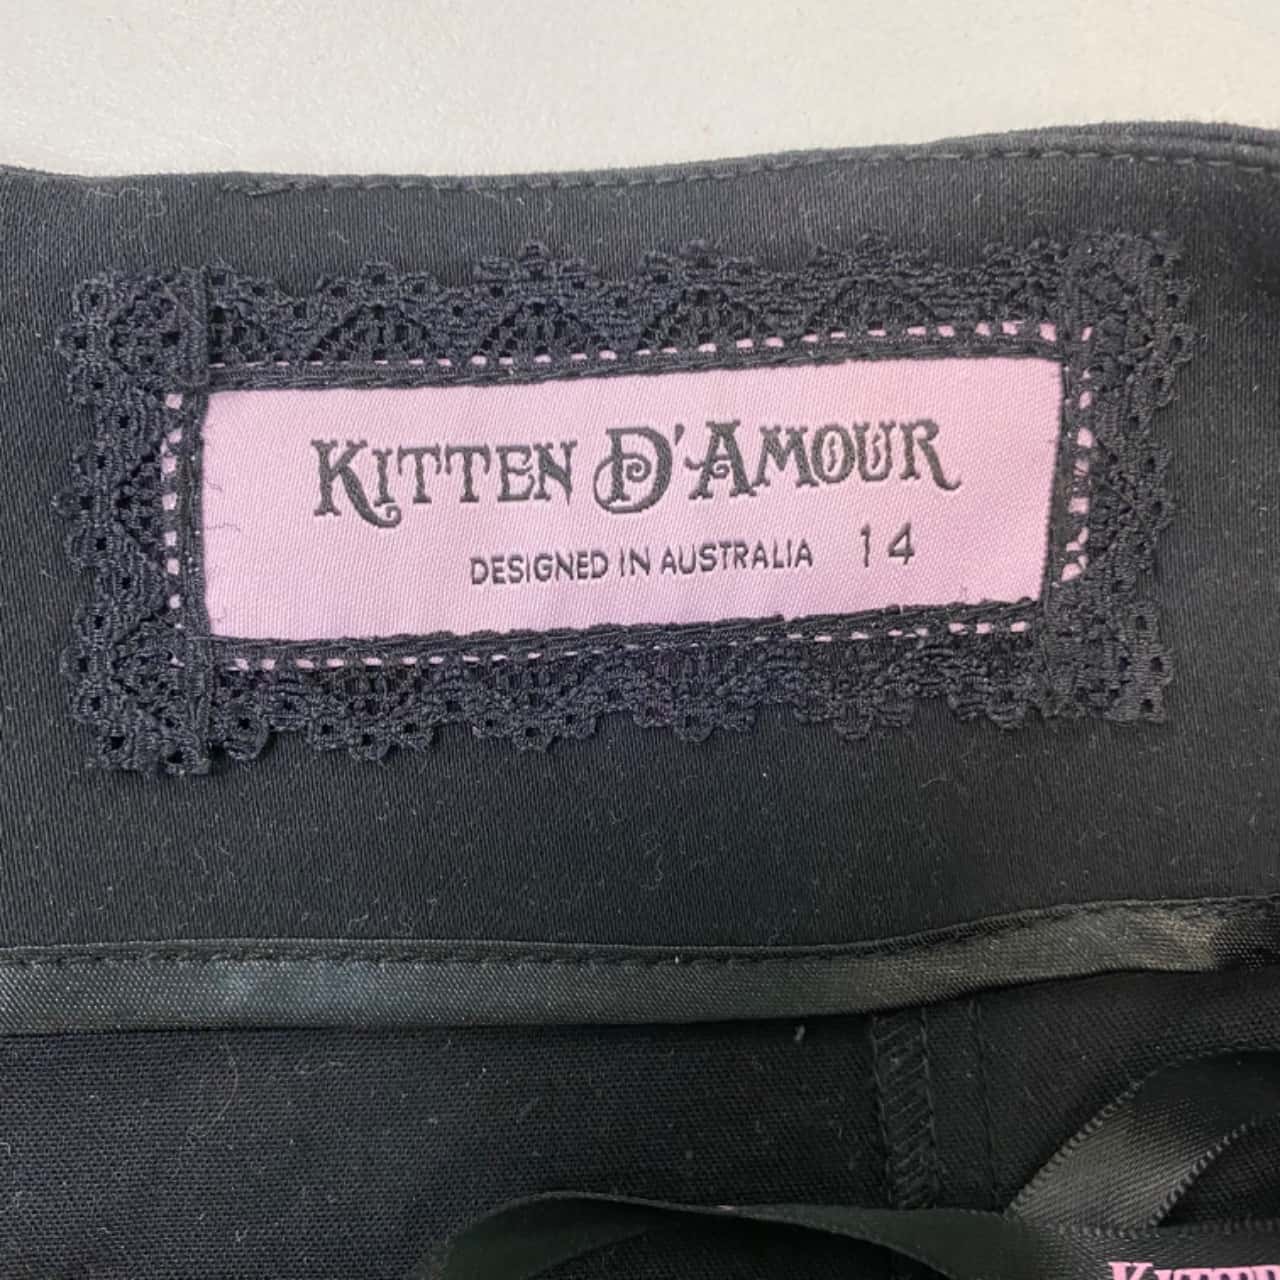 KITTEN D'AMOUR
DESIGNED IN AUSTRALIA 14